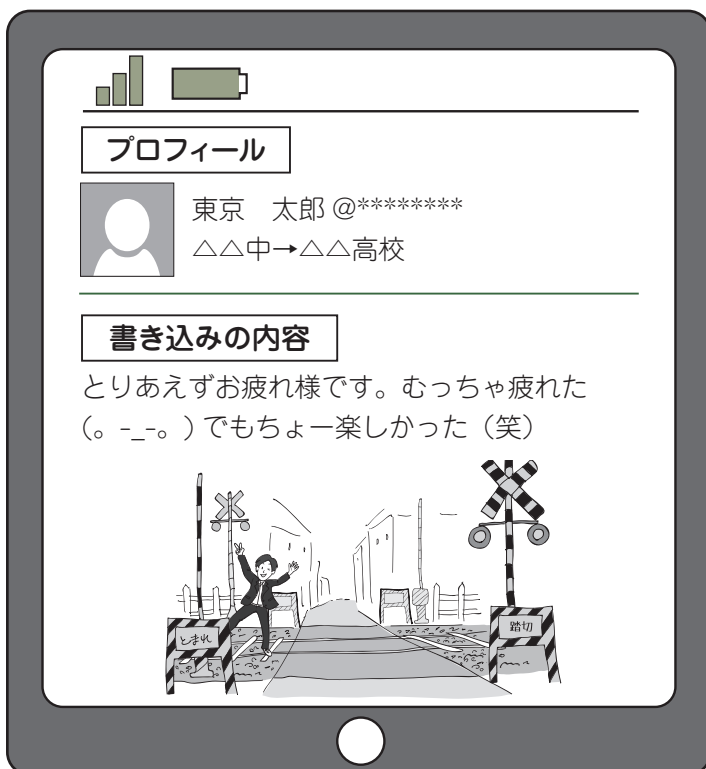 プロフィール
東京　太郎 @********
△△中→△△高校
書き込みの内容
とりあえずお疲れ様です。むっちゃ疲れた
(。-_-。) でもちょー楽しかった（笑）
とまれ
踏切